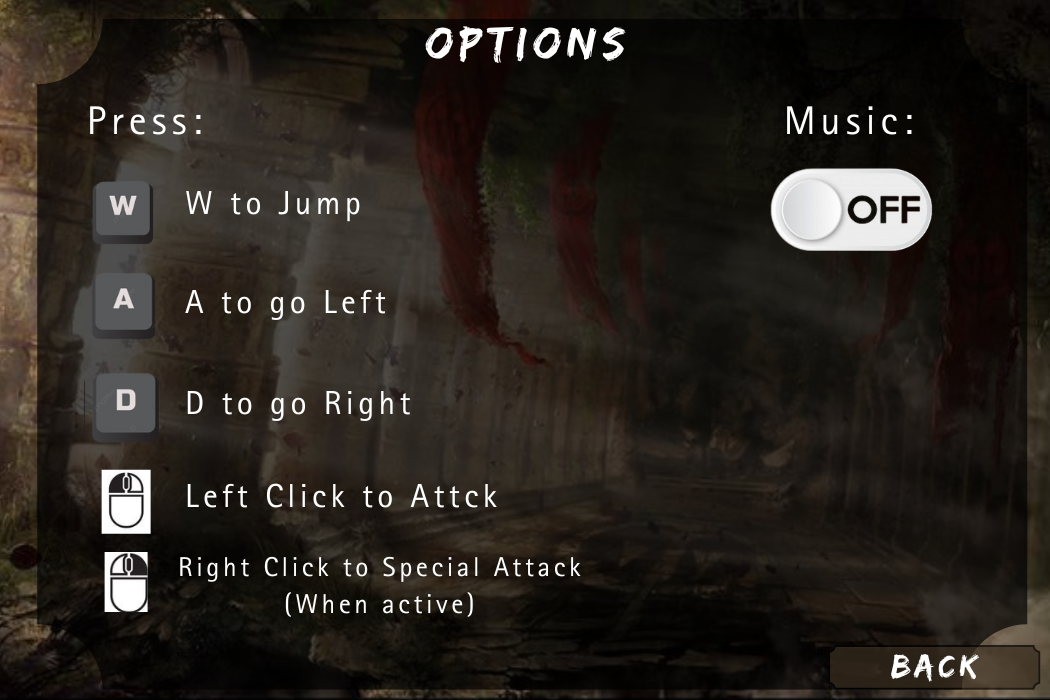 OPTIONS
Press:
Music:
W
W to Jump
OFF
A
A to go Left
D
D to go Right
Left Click to Attck
Right Click to Special Attack
(When active)
BACK